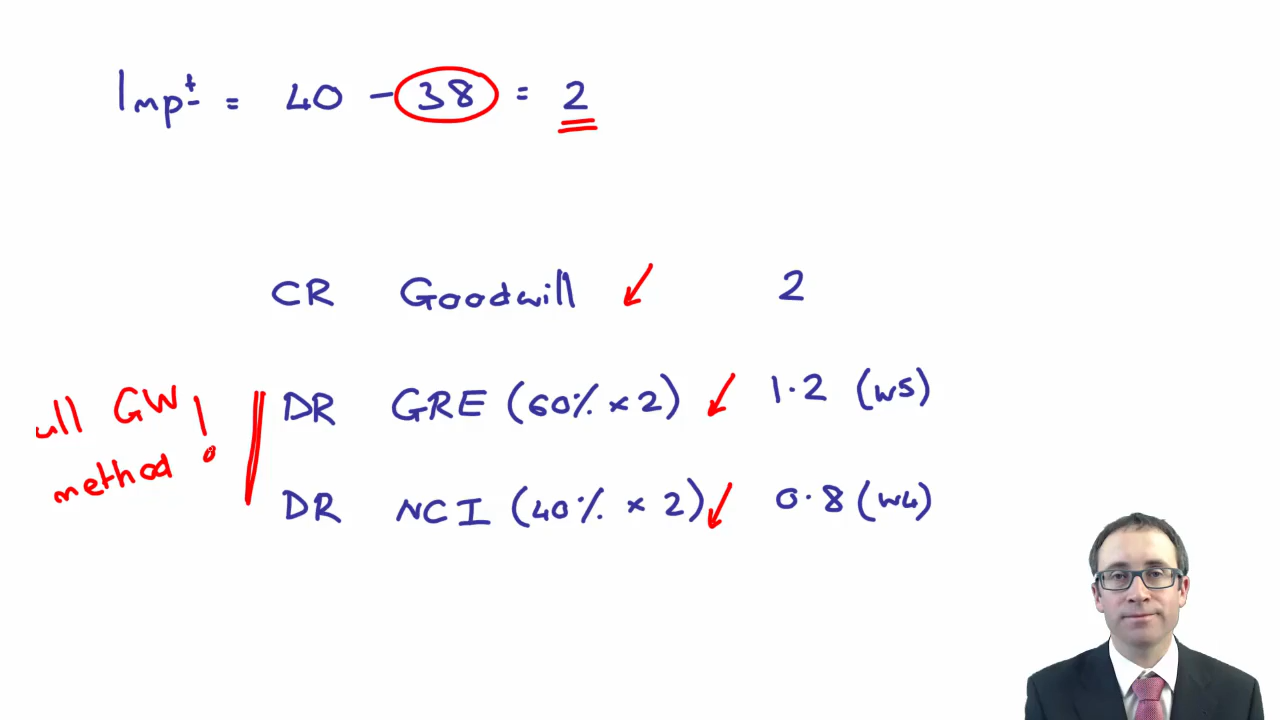 Impt = 40 - 38 = 2
CR Goodwill ↙ 2
DR GRE (60% × 2) ↙ 1.2 (W5)
ull GW
method !
DR NCI (40% × 2) ↙ 0.8 (W4)